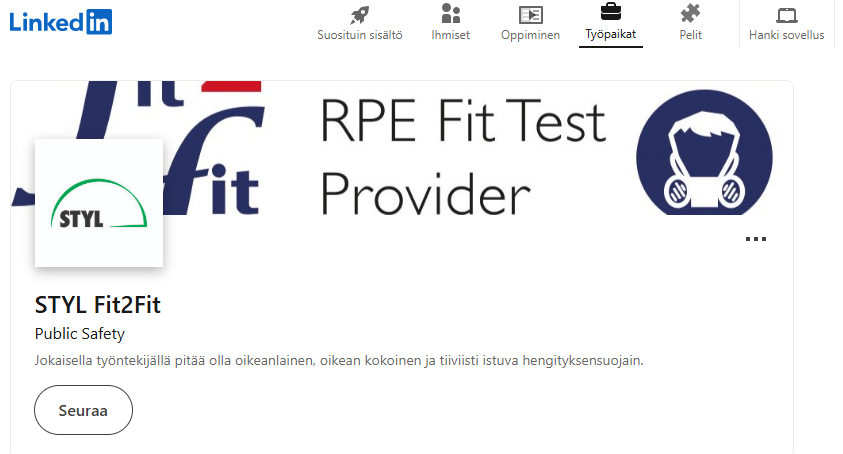 LinkedIn
Suosituin sisältö
Ihmiset
Oppiminen
Työpaikat
Pelit
Hanki sovellus
fit
fit
RPE Fit Test
Provider
STYL
STYL Fit2Fit
Public Safety
Jokaisella työntekijällä pitää olla oikeanlainen, oikean kokoinen ja tiiviisti istuva hengityksensuojain.
Seuraa